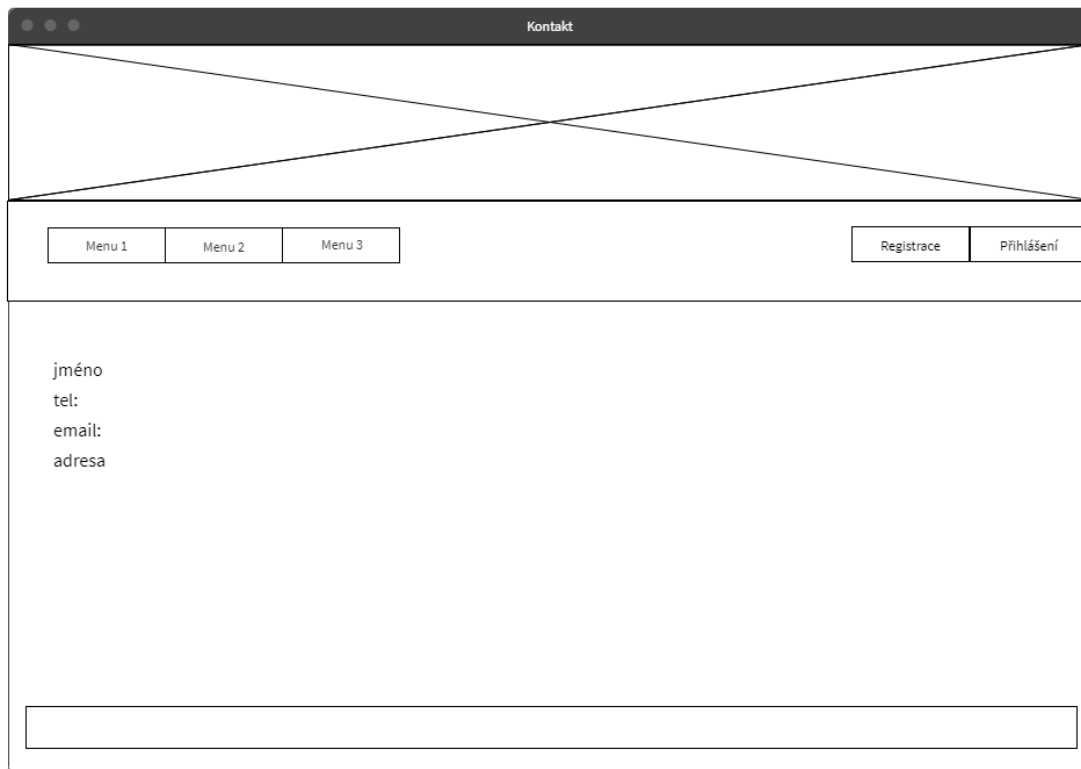 Kontakt
Menu 1 Menu 2 Menu 3 Registrace Přihlášení
jméno
tel:
email:
adresa